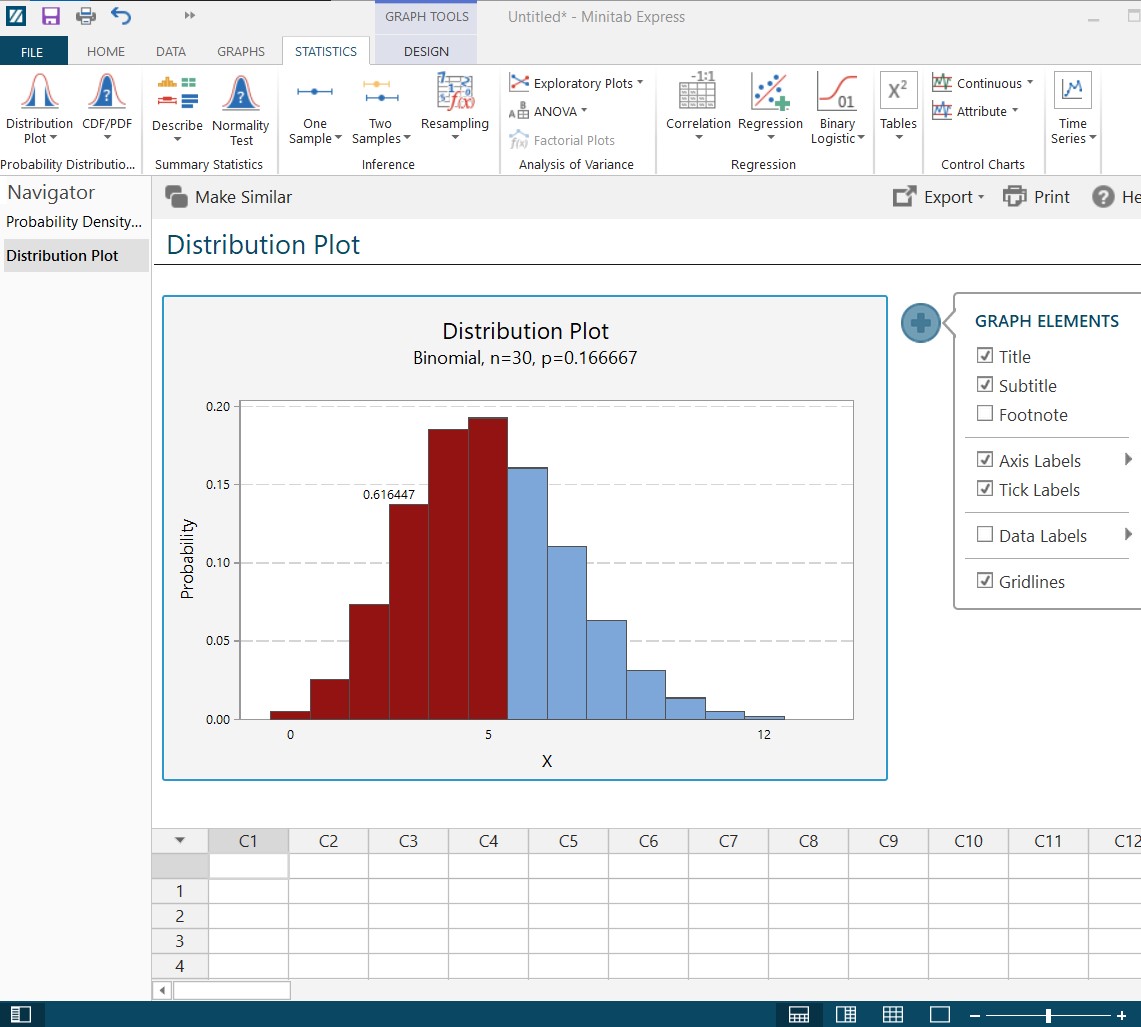 GRAPH TOOLS Untitled* - Minitab Express
FILE HOME DATA GRAPHS STATISTICS DESIGN
Distribution Plot CDF/PDF
Probability Distributio...
Describe Normality Test
Summary Statistics
One Sample Two Samples Resampling
Inference
Exploratory Plots
ANOVA
Factorial Plots
Analysis of Variance
-1:1
01
Correlation Regression Binary Logistic
Regression
X²
Tables
Continuous
Attribute
Control Charts
Time Series
Navigator
Probability Density...
Distribution Plot
Make Similar Export Print ? He
Distribution Plot
Distribution Plot
Binomial, n=30, p=0.166667
0.20
0.15
0.616447
0.10
0.05
0.00
Probability
0 5 12
X
GRAPH ELEMENTS
Title
Subtitle
Footnote
Axis Labels
Tick Labels
Data Labels
Gridlines
C1 C2 C3 C4 C5 C6 C7 C8 C9 C10 C11 C12
1
2
3
4